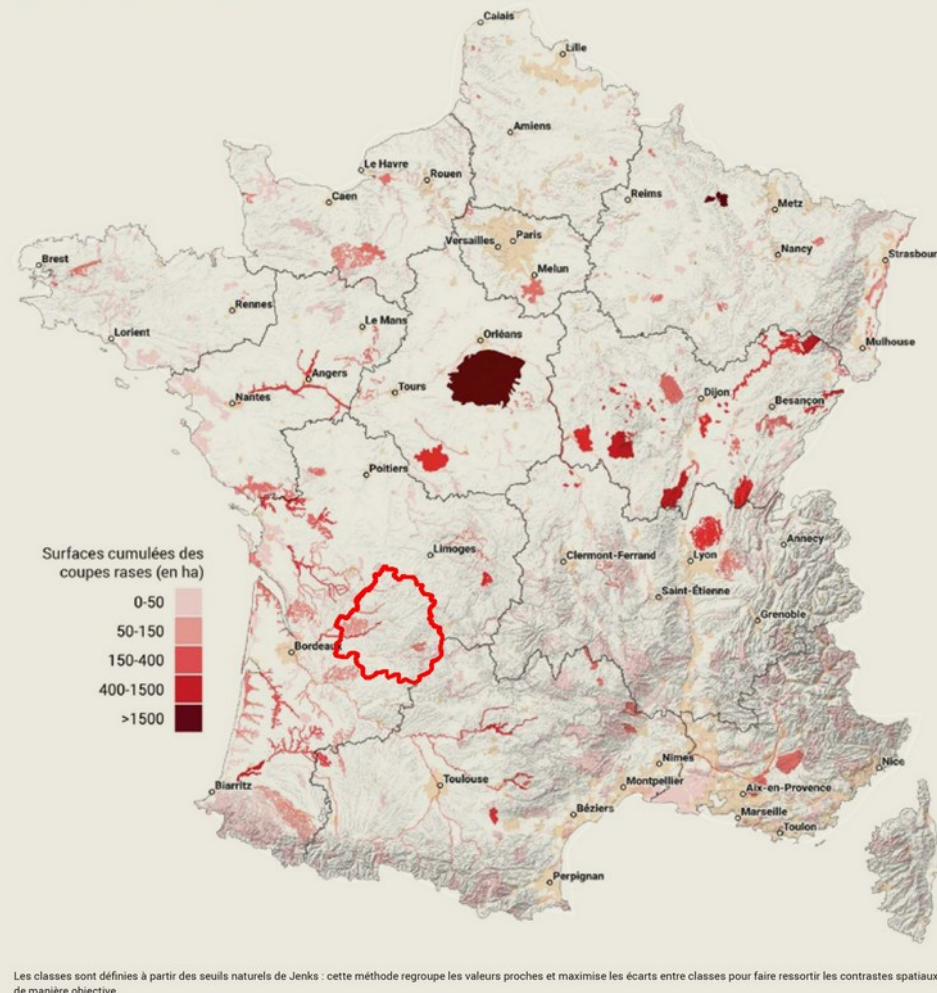 Calais
Lille
Amiens
Le Havre
Rouen
Caen
Reims
Metz
Versailles
Paris
Nancy
Strasbour
Melun
Brest
Rennes
Lorient
Le Mans
Orléans
Mulhouse
Angers
Nantes
Tours
Dijon
Besançon
Poitiers
Limoges
Clermont-Ferrand
Lyon
Annecy
Saint-Étienne
Grenoble
Surfaces cumulées des
coupes rases (en ha)
0-50
50-150
150-400
400-1500
>1500
Bordeaux
Biarritz
Toulouse
Nimes
Montpellier
Béziers
Aix-en-Provence
Marseille
Toulon
Nice
Perpignan
Les classes sont définies à partir des seuils naturels de Jenks : cette méthode regroupe les valeurs proches et maximise les écarts entre classes pour faire ressortir les contrastes spatiaux
de manière objective